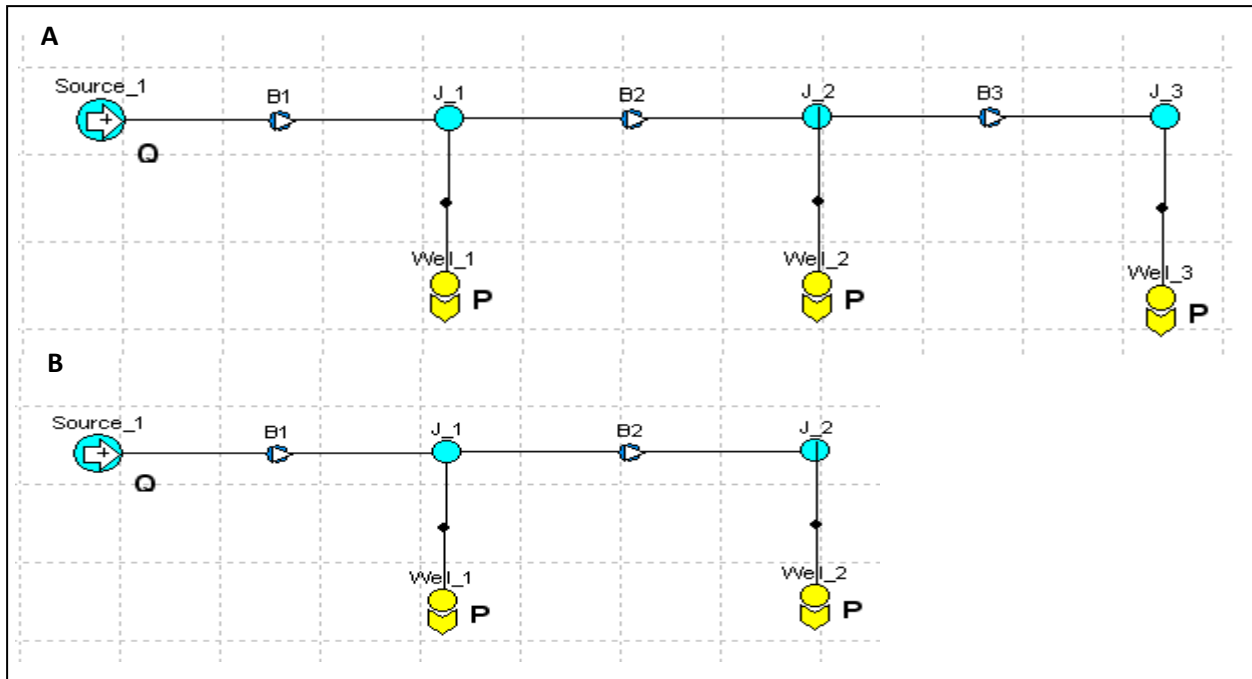 A
Source_1 B1 J_1 B2 J_2 B3 J_3
Q
Well_1 Well_2 Well_3
P P P
B
Source_1 B1 J_1 B2 J_2
Q
Well_1 Well_2
P P